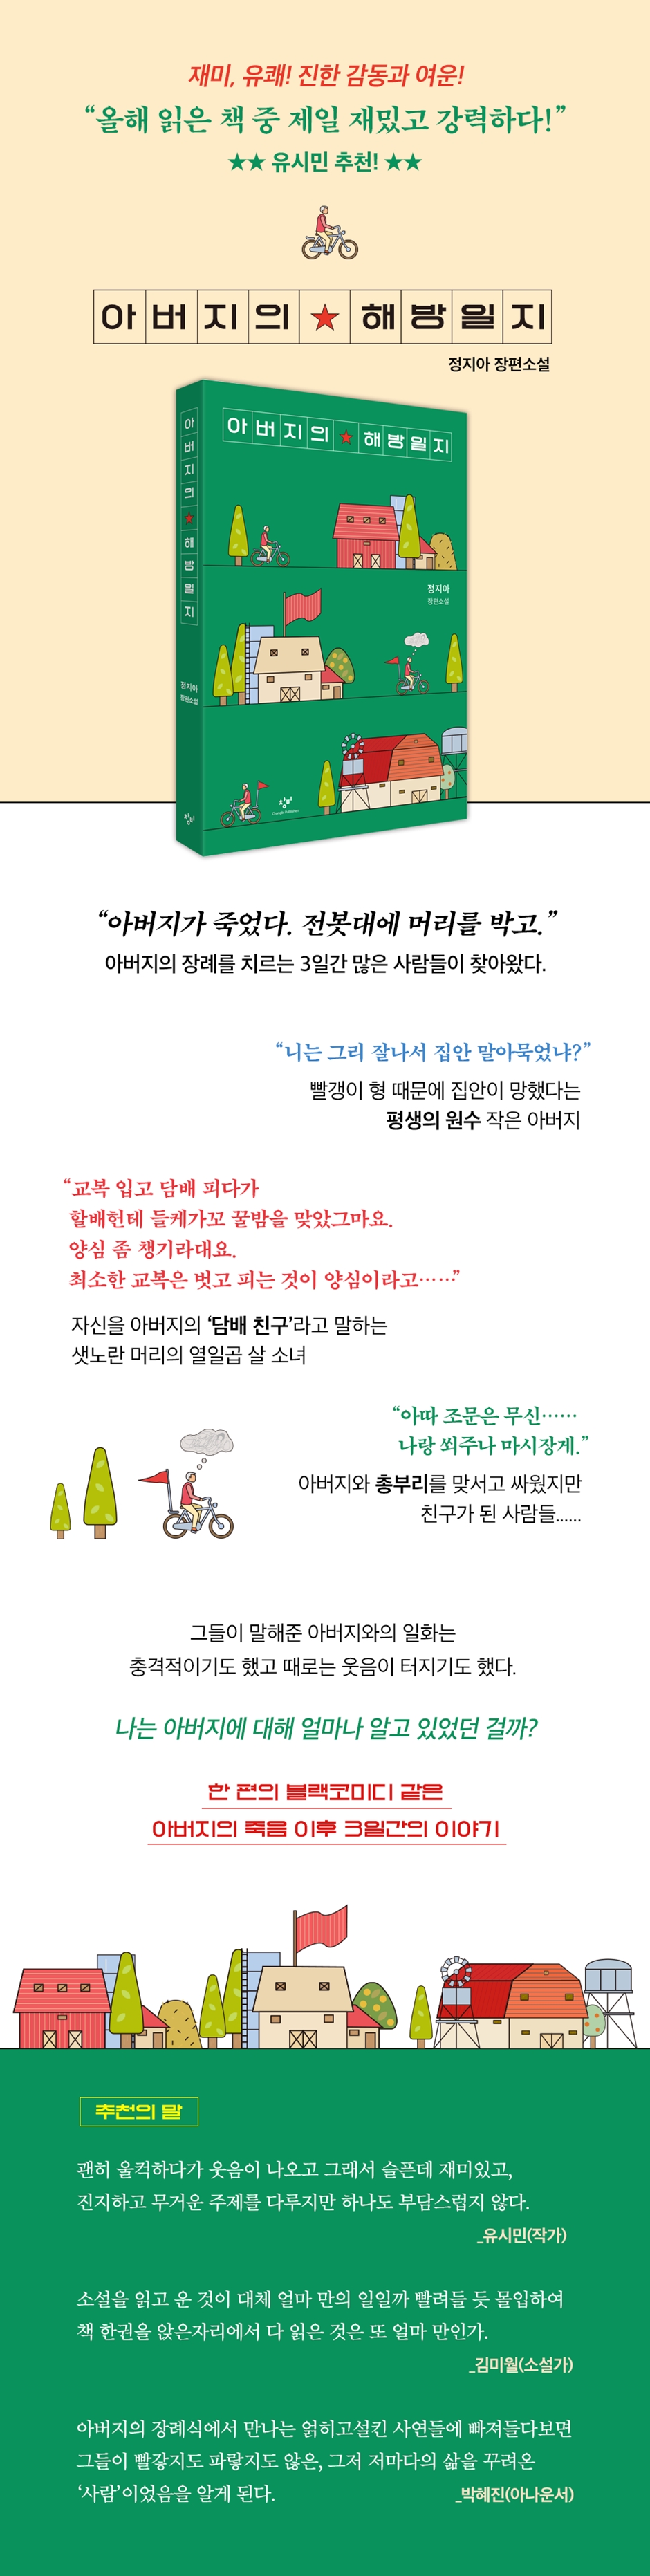 재미, 유쾌! 진한 감동과 여운!
“올해 읽은 책 중 제일 재밌고 강력하다!”
★★ 유시민 추천! ★★
아버지의★해방일지
정지아 장편소설
아버지의★해방일지
정지아
장편소설
창비
Changbi Publishers
아버지의★해방일지
정지아
장편소설
창비
“아버지가 죽었다. 전봇대에 머리를 박고.”
아버지의 장례를 치르는 3일간 많은 사람들이 찾아왔다.
“니는 그리 잘나서 집안 말아묵었냐?”
빨갱이 형 때문에 집안이 망했다는
평생의 원수 작은 아버지
“교복 입고 담배 피다가
할배헌테 들케가꼬 꿀밤을 맞았그마요.
양심 좀 챙기라대요.
최소한 교복은 벗고 피는 것이 양심이라고……”
자신을 아버지의 ‘담배 친구’라고 말하는
샛노란 머리의 열일곱 살 소녀
“아따 조문은 무신……
나랑 쐬주나 마시장게.”
아버지와 총부리를 맞서고 싸웠지만
친구가 된 사람들......
그들이 말해준 아버지와의 일화는
충격적이기도 했고 때로는 웃음이 터지기도 했다.
나는 아버지에 대해 얼마나 알고 있었던 걸까?
한 편의 블랙코미디 같은
아버지의 죽음 이후 3일간의 이야기
추천의 말
괜히 울컥하다가 웃음이 나오고 그래서 슬픈데 재미있고,
진지하고 무거운 주제를 다루지만 하나도 부담스럽지 않다.
_유시민(작가)
소설을 읽고 운 것이 대체 얼마 만의 일일까 빨려들 듯 몰입하여
책 한권을 앉은자리에서 다 읽은 것은 또 얼마 만인가.
_김미월(소설가)
아버지의 장례식에서 만나는 얽히고설킨 사연들에 빠져들다보면
그들이 빨갛지도 파랗지도 않은, 그저 저마다의 삶을 꾸려온
‘사람’이었음을 알게 된다.
_박혜진(아나운서)